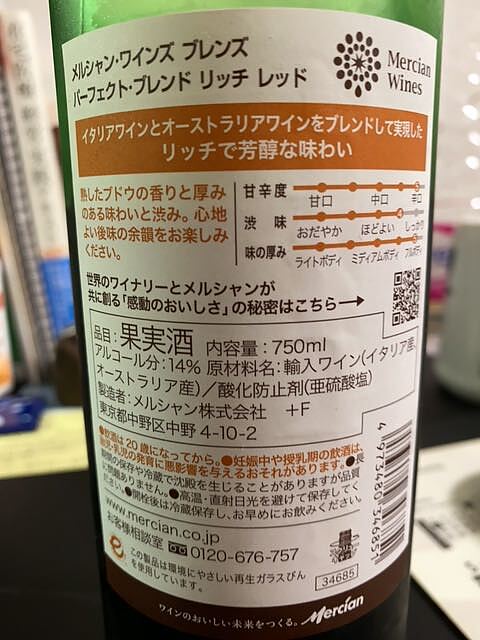 メルシャン・ワインズ ブレンズ
パーフェクト・ブレンド リッチ レッド
Mercian
Wines
イタリアワインとオーストラリアワインをブレンドして実現した
リッチで芳醇な味わい
熟したブドウの香りと厚み
のある味わいと渋み。心地
よい後味の余韻をお楽しみ
ください。
甘辛度
甘口 中口 辛口
5
渋味
おだやか ほどよい しっかり
4
味の厚み
ライトボディ ミディアムボディ フルボディ
5
世界のワイナリーとメルシャンが
共に創る「感動のおいしさ」の秘密はこちら→
品目:果実酒 内容量:750ml
アルコール分:14% 原材料名:輸入ワイン(イタリア産、
オーストラリア産)/酸化防止剤(亜硫酸塩)
製造者:メルシャン株式会社 +F
東京都中野区中野 4-10-2
●飲酒は20歳になってから。●妊娠中や授乳期の飲酒は、
胎児・乳児の発育に悪影響を与えるおそれがあります。●長
期間の保存や冷蔵で沈殿を生じることがありますが品質
に問題ありません。●高温・直射日光を避けて保存してく
ださい。●開栓後は冷蔵保存し、お早めにお飲みください。
www.mercian.co.jp
お客様相談室 0120-676-757
この製品は環境にやさしい再生ガラスびん
を使用しています。
34685
4973480346851
ワインのおいしい未来をつくる。 Mercian